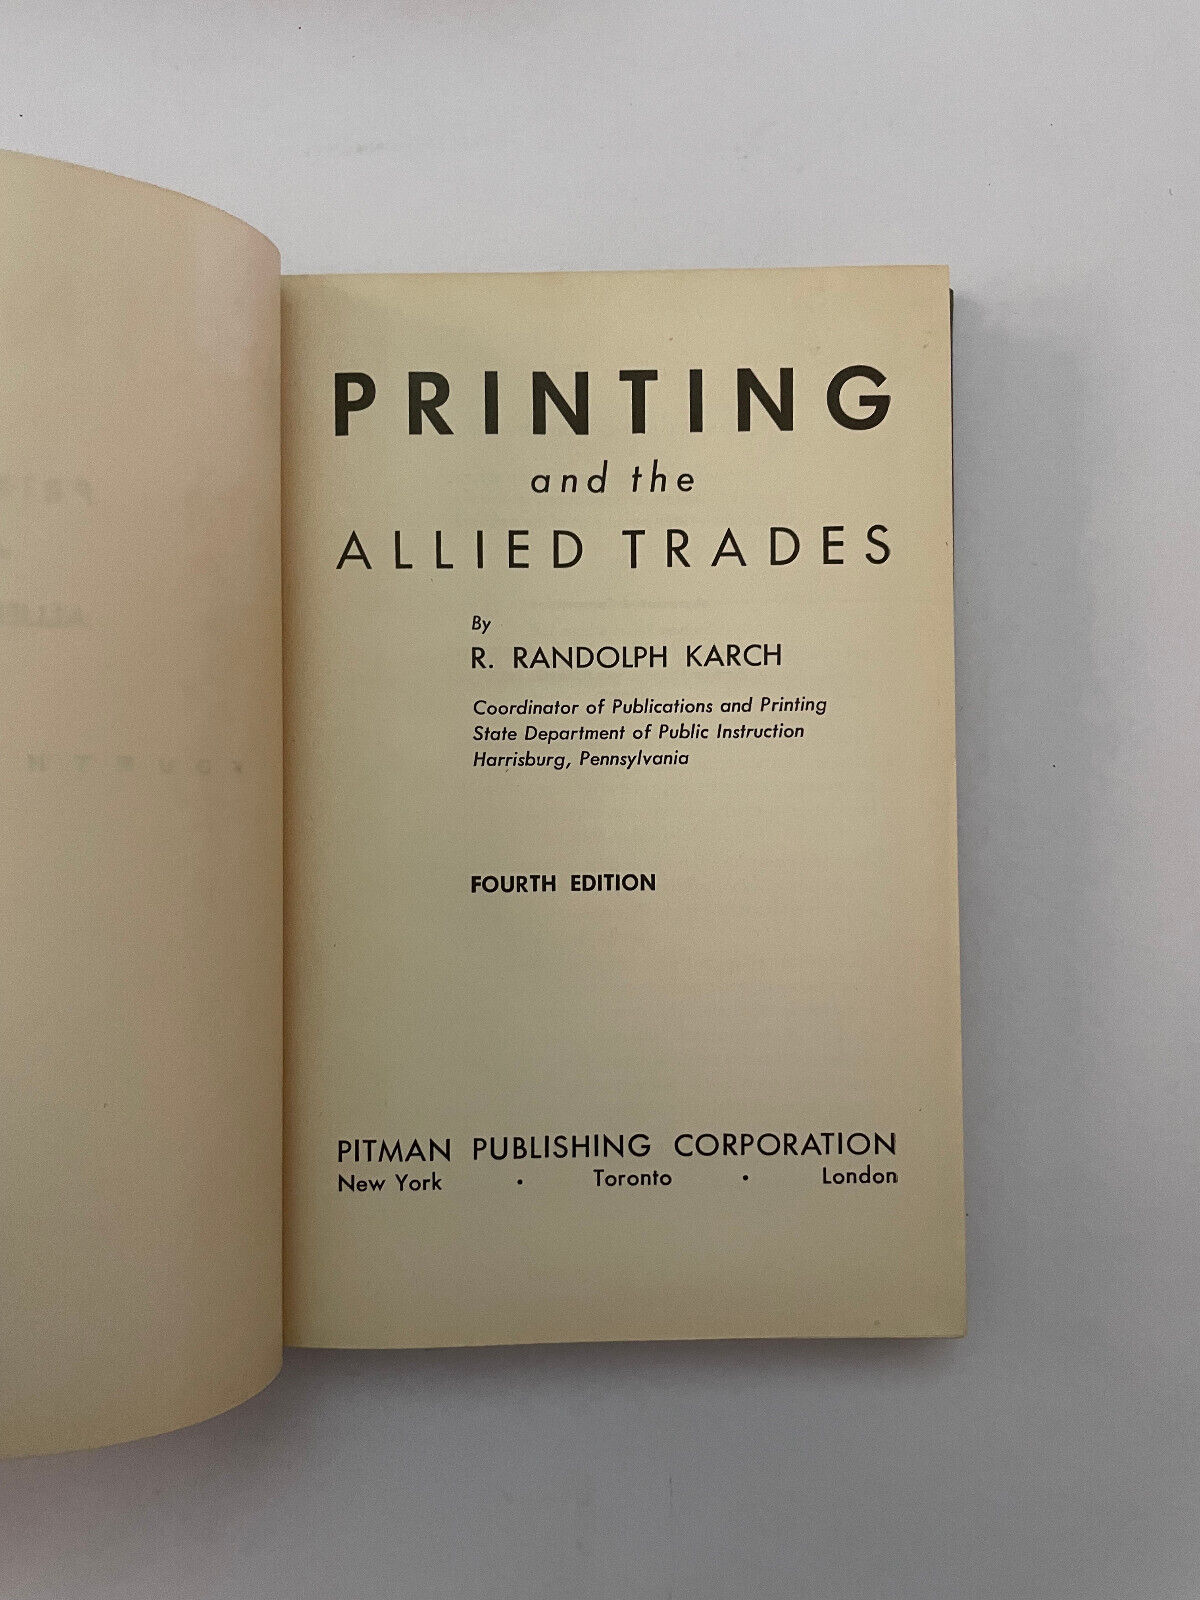 PRINTING
and the
ALLIED TRADES
By
R. RANDOLPH KARCH
Coordinator of Publications and Printing
State Department of Public Instruction
Harrisburg, Pennsylvania
FOURTH EDITION
PITMAN PUBLISHING CORPORATION
New York • Toronto • London